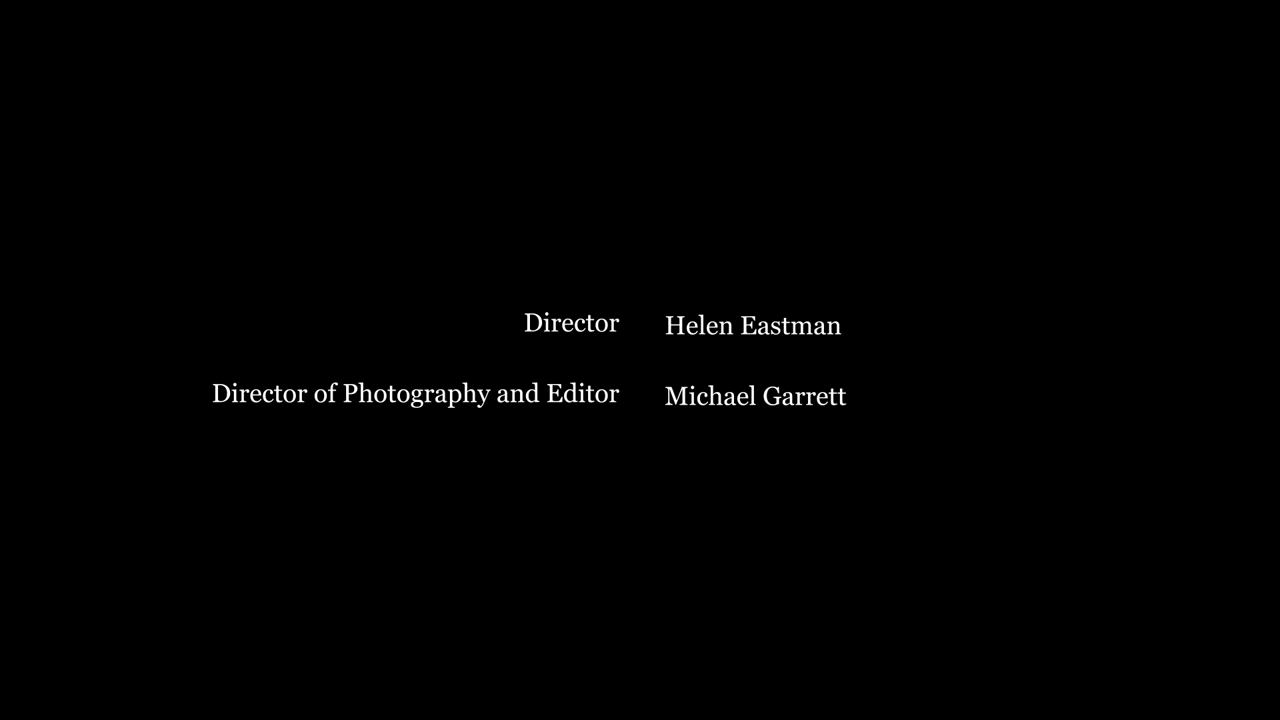 Director Helen Eastman
Director of Photography and Editor Michael Garrett